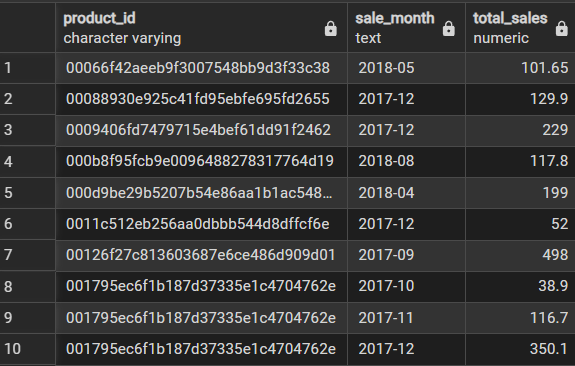 product_id sale_month total_sales
character varying text numeric
1 00066f42aeeb9f3007548bb9d3f33c38 2018-05 101.65
2 00088930e925c41fd95ebfe695fd2655 2017-12 129.9
3 0009406fd7479715e4bef61dd91f2462 2017-12 229
4 000b8f95fcb9e0096488278317764d19 2018-08 117.8
5 000d9be29b5207b54e86aa1b1ac548... 2018-04 199
6 0011c512eb256aa0dbbb544d8dffcf6e 2017-12 52
7 00126f27c813603687e6ce486d909d01 2017-09 498
8 001795ec6f1b187d37335e1c4704762e 2017-10 38.9
9 001795ec6f1b187d37335e1c4704762e 2017-11 116.7
10 001795ec6f1b187d37335e1c4704762e 2017-12 350.1